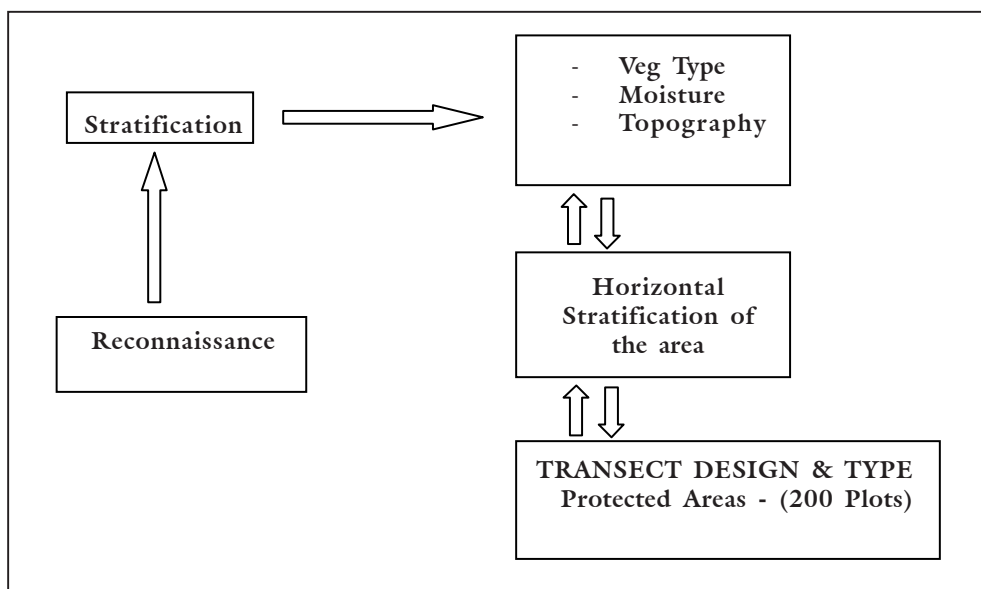 Stratification
- Veg Type
- Moisture
- Topography
Reconnaissance
Horizontal
Stratification of
the area
TRANSECT DESIGN & TYPE
Protected Areas - (200 Plots)